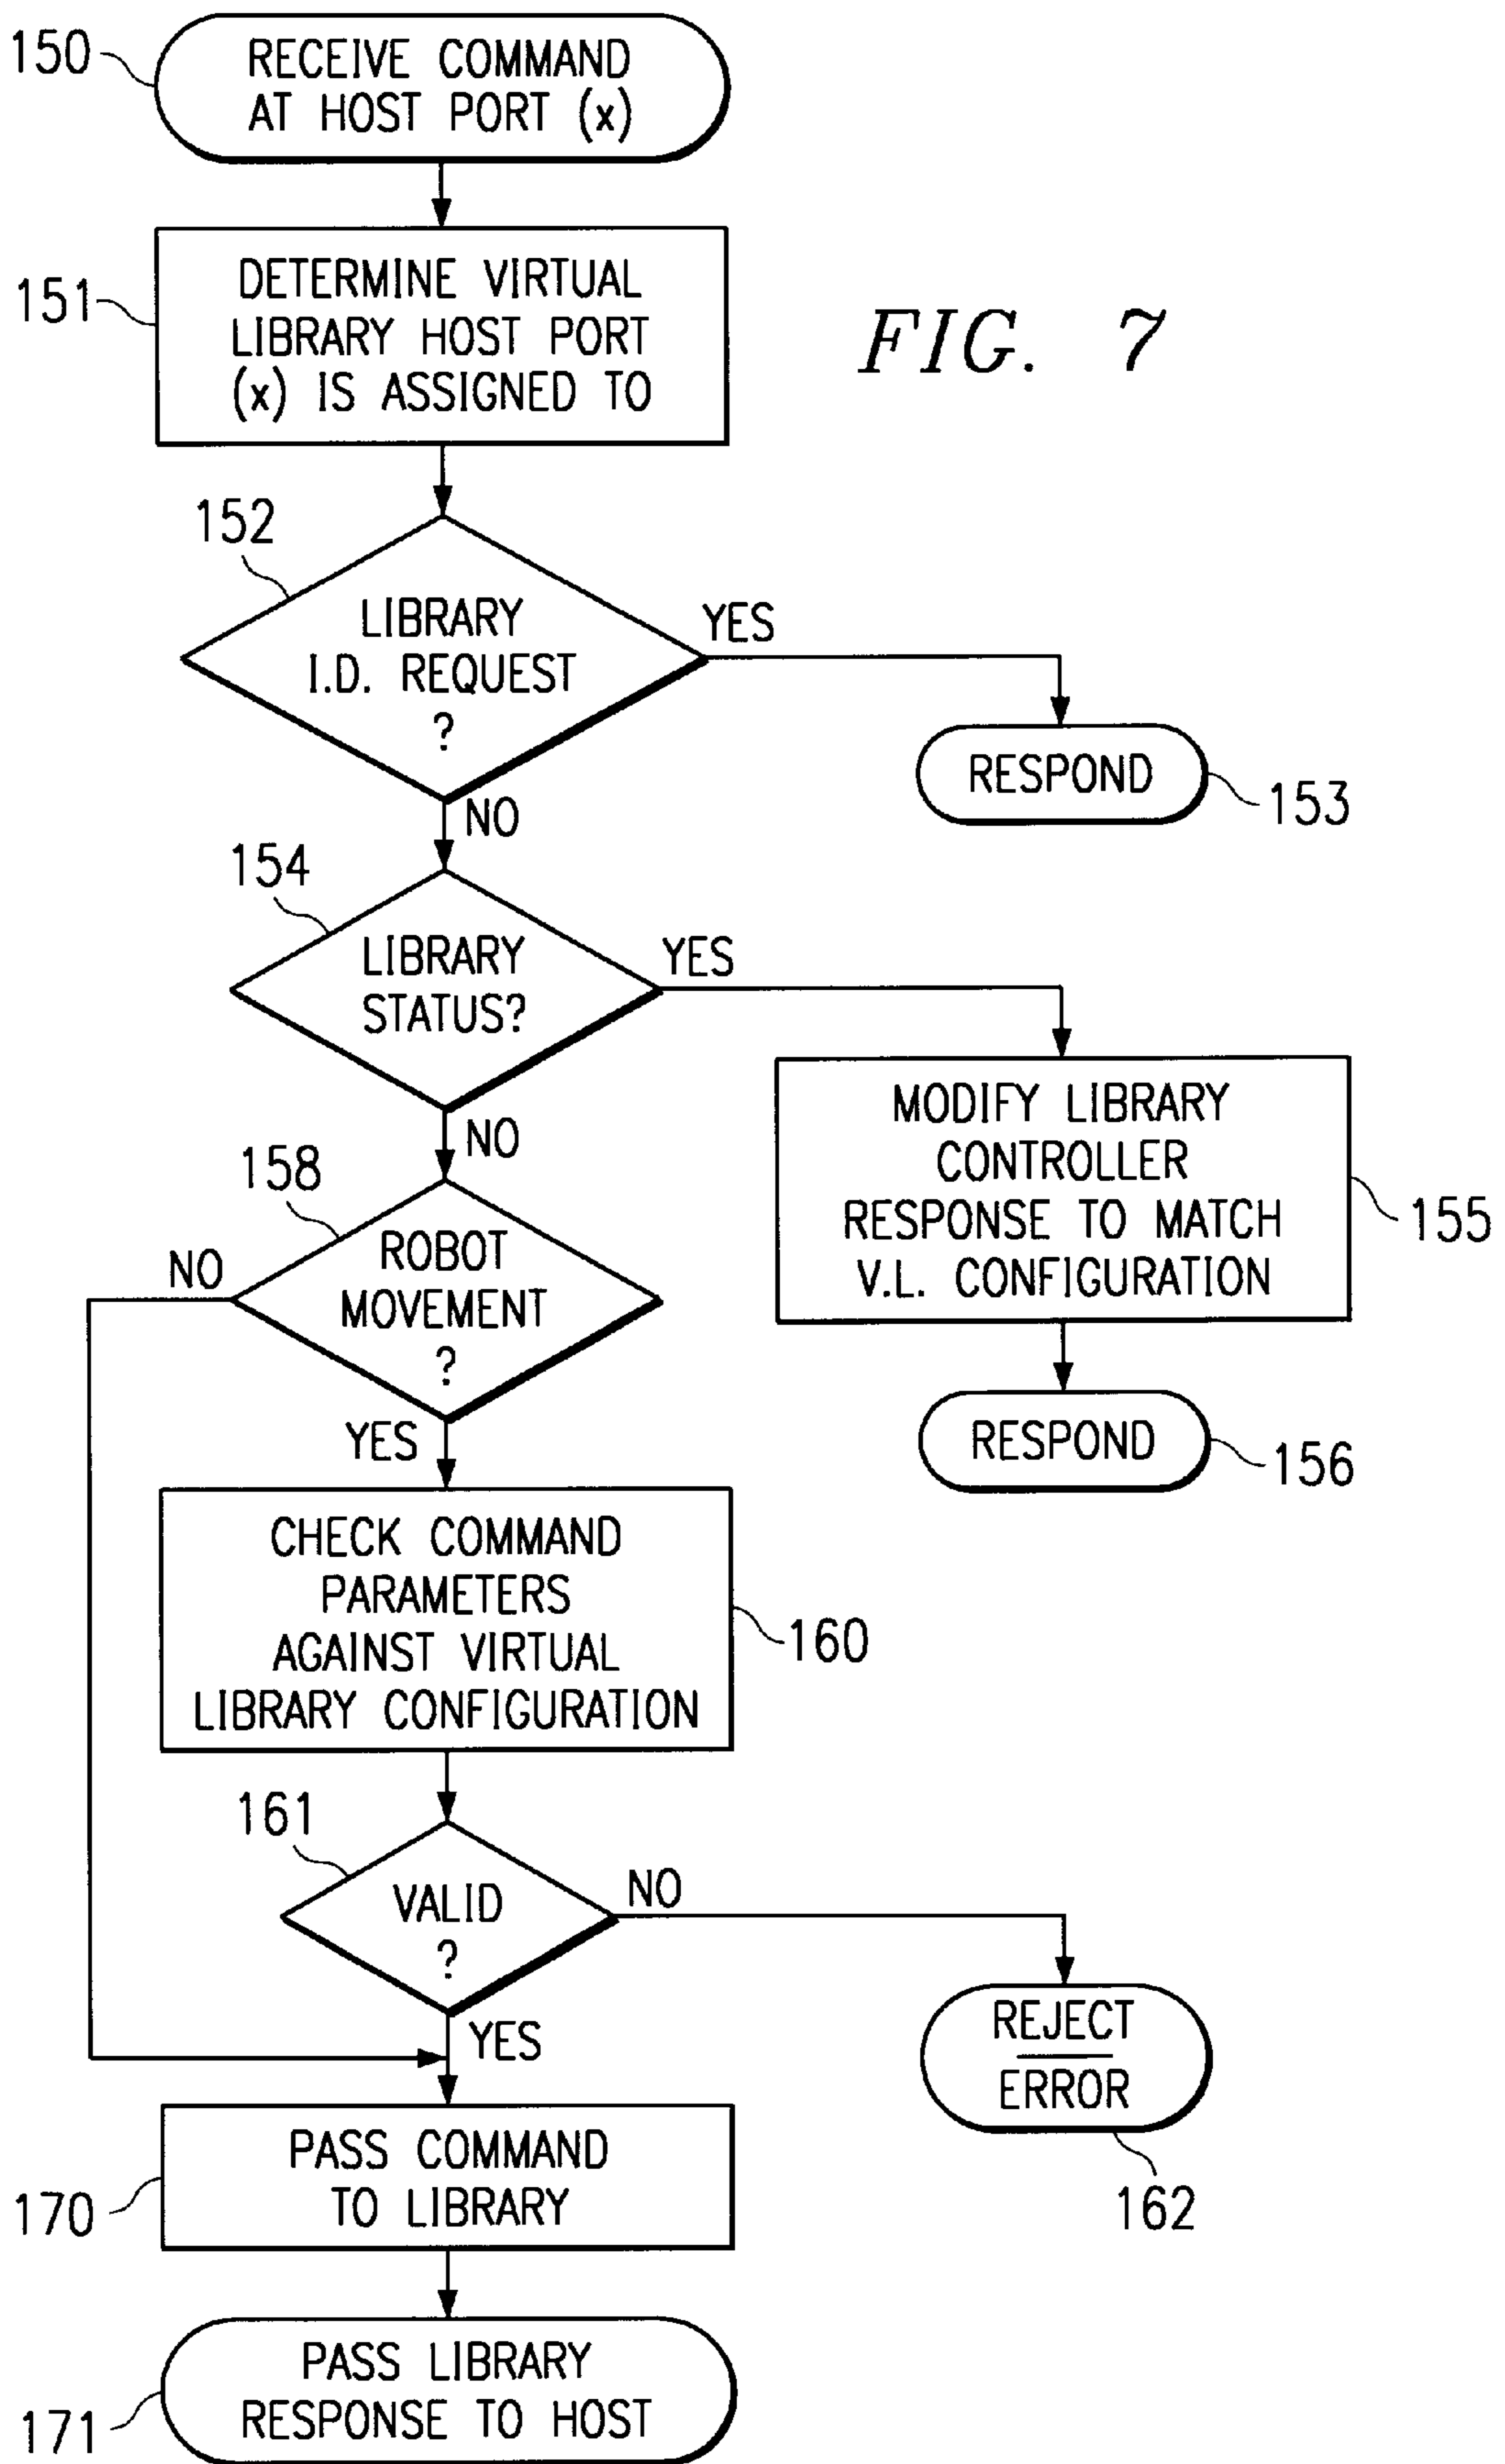 150
RECEIVE COMMAND
AT HOST PORT (x)
151
DETERMINE VIRTUAL
LIBRARY HOST PORT
(x) IS ASSIGNED TO
FIG. 7
152
LIBRARY
I.D. REQUEST
?
YES
RESPOND
153
NO
154
LIBRARY
STATUS?
YES
MODIFY LIBRARY
CONTROLLER
RESPONSE TO MATCH
V.L. CONFIGURATION
155
RESPOND
156
NO
158
ROBOT
MOVEMENT
?
NO
YES
CHECK COMMAND
PARAMETERS
AGAINST VIRTUAL
LIBRARY CONFIGURATION
160
161
VALID
?
NO
REJECT
ERROR
162
YES
PASS COMMAND
TO LIBRARY
170
PASS LIBRARY
RESPONSE TO HOST
171